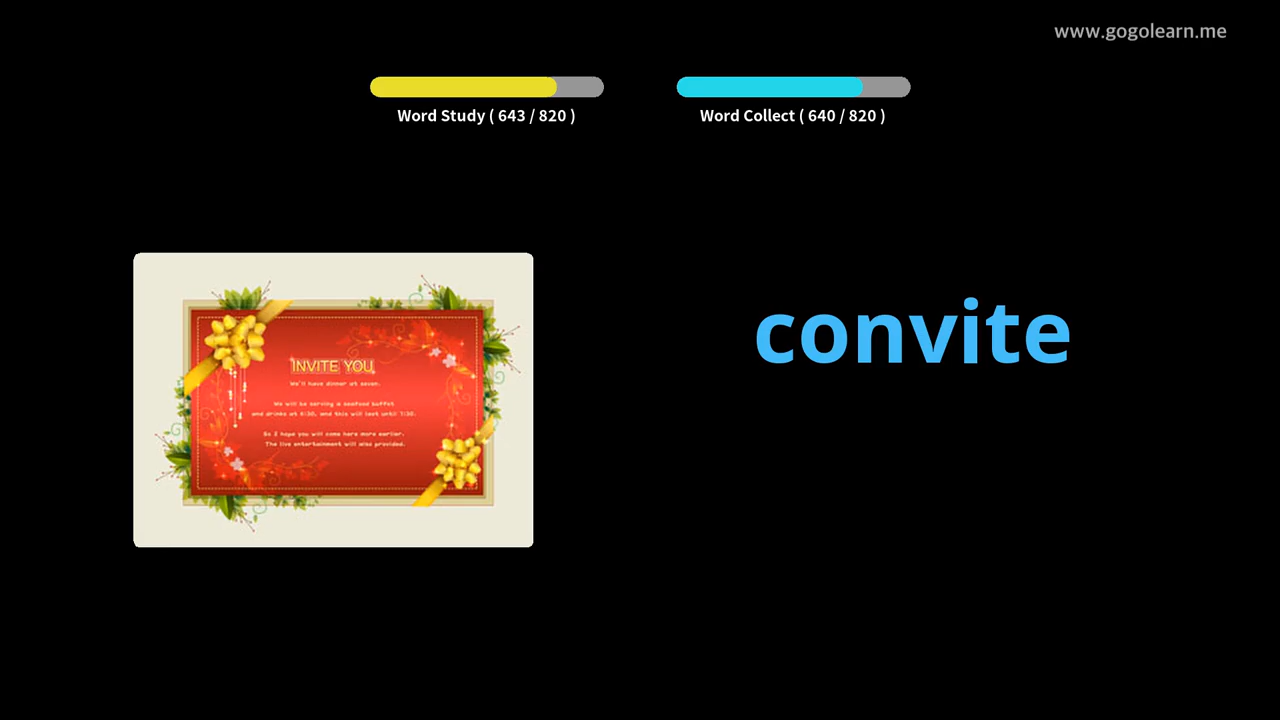 www.gogolearn.me
Word Study ( 643 / 820 )
Word Collect ( 640 / 820 )
convite
INVITE YOU
We'll have dinner at seven.
We will be serving a seafood buffet
and drinks at 6:30, and this will last until 7:30.
So I hope you will come here more earlier.
The live entertainment will also provided.